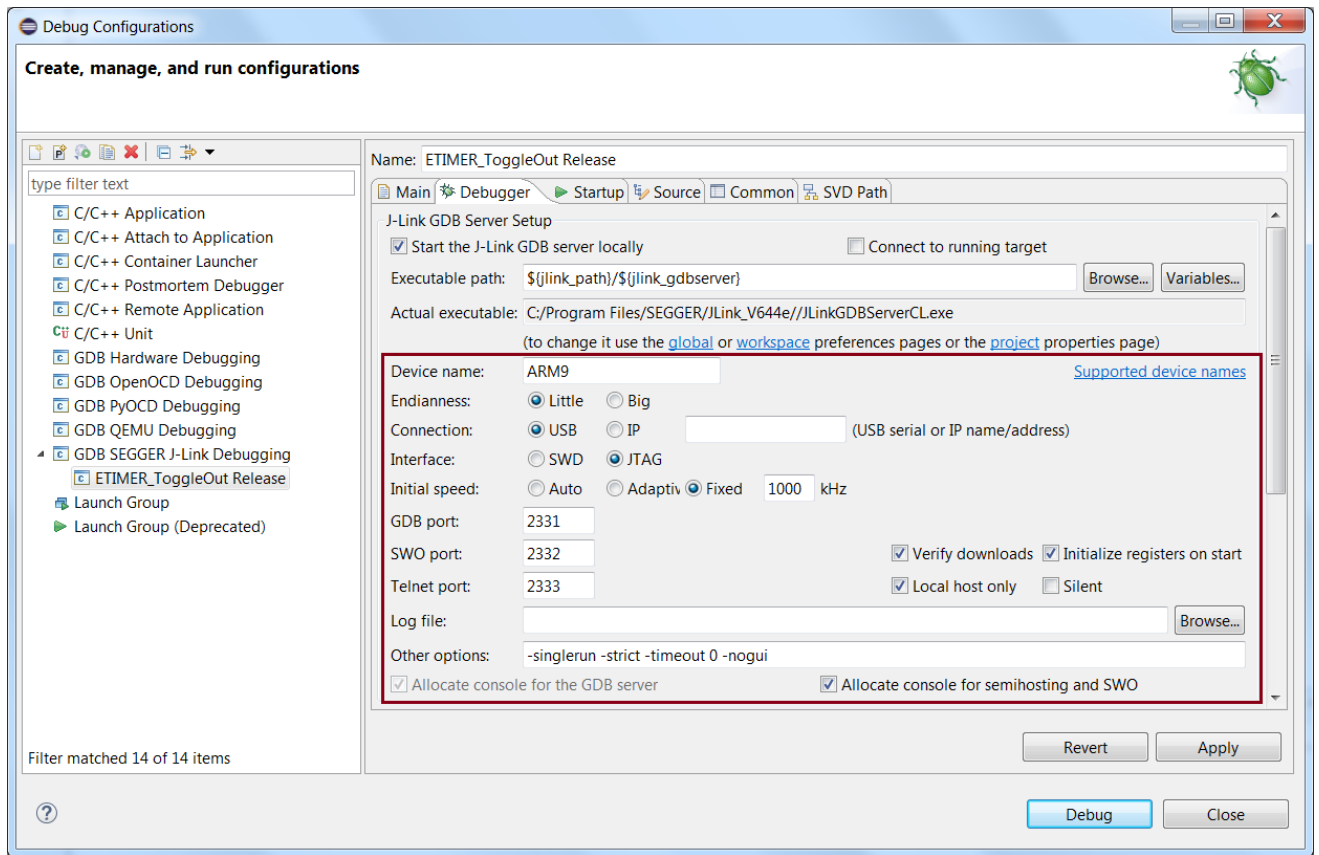 Debug Configurations
Create, manage, and run configurations
type filter text
C/C++ Application
C/C++ Attach to Application
C/C++ Container Launcher
C/C++ Postmortem Debugger
C/C++ Remote Application
C/C++ Unit
GDB Hardware Debugging
GDB OpenOCD Debugging
GDB PyOCD Debugging
GDB QEMU Debugging
GDB SEGGER J-Link Debugging
ETIMER_ToggleOut Release
Launch Group
Launch Group (Deprecated)
Filter matched 14 of 14 items
Name: ETIMER_ToggleOut Release
Main Debugger Startup Source Common SVD Path
J-Link GDB Server Setup
Start the J-Link GDB server locally Connect to running target
Executable path: ${jlink_path}/${jlink_gdbserver} Browse... Variables...
Actual executable: C:/Program Files/SEGGER/JLink_V644e//JLinkGDBServerCL.exe
(to change it use the global or workspace preferences pages or the project properties page)
Device name: ARM9 Supported device names
Endianness: Little Big
Connection: USB IP (USB serial or IP name/address)
Interface: SWD JTAG
Initial speed: Auto Adaptiv Fixed 1000 kHz
GDB port: 2331
SWO port: 2332 Verify downloads Initialize registers on start
Telnet port: 2333 Local host only Silent
Log file: Browse...
Other options: -singlerun -strict -timeout 0 -nogui
Allocate console for the GDB server Allocate console for semihosting and SWO
Revert Apply
Debug Close